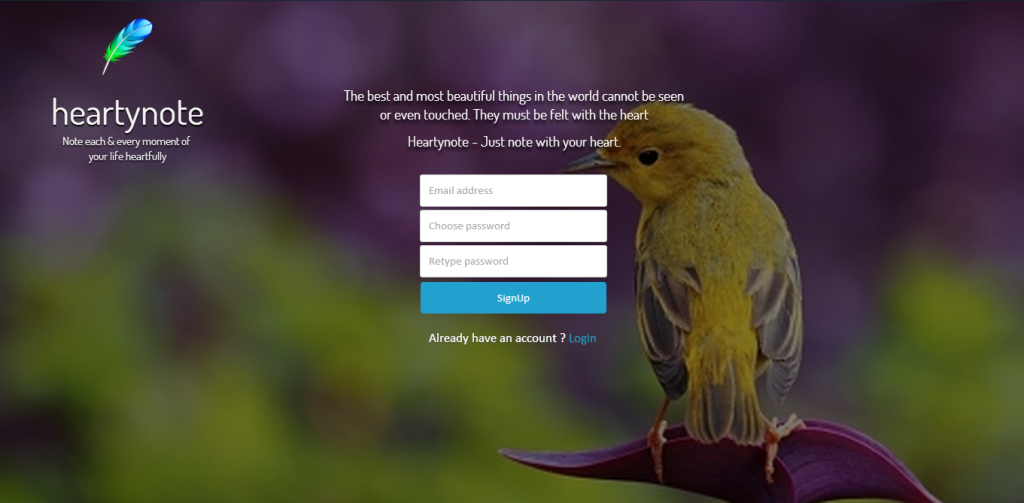 heartynote
Note each & every moment of
your life heartfully
The best and most beautiful things in the world cannot be seen
or even touched. They must be felt with the heart
Heartynote - Just note with your heart.
Email address
Choose password
Retype password
SignUp
Already have an account ? Login